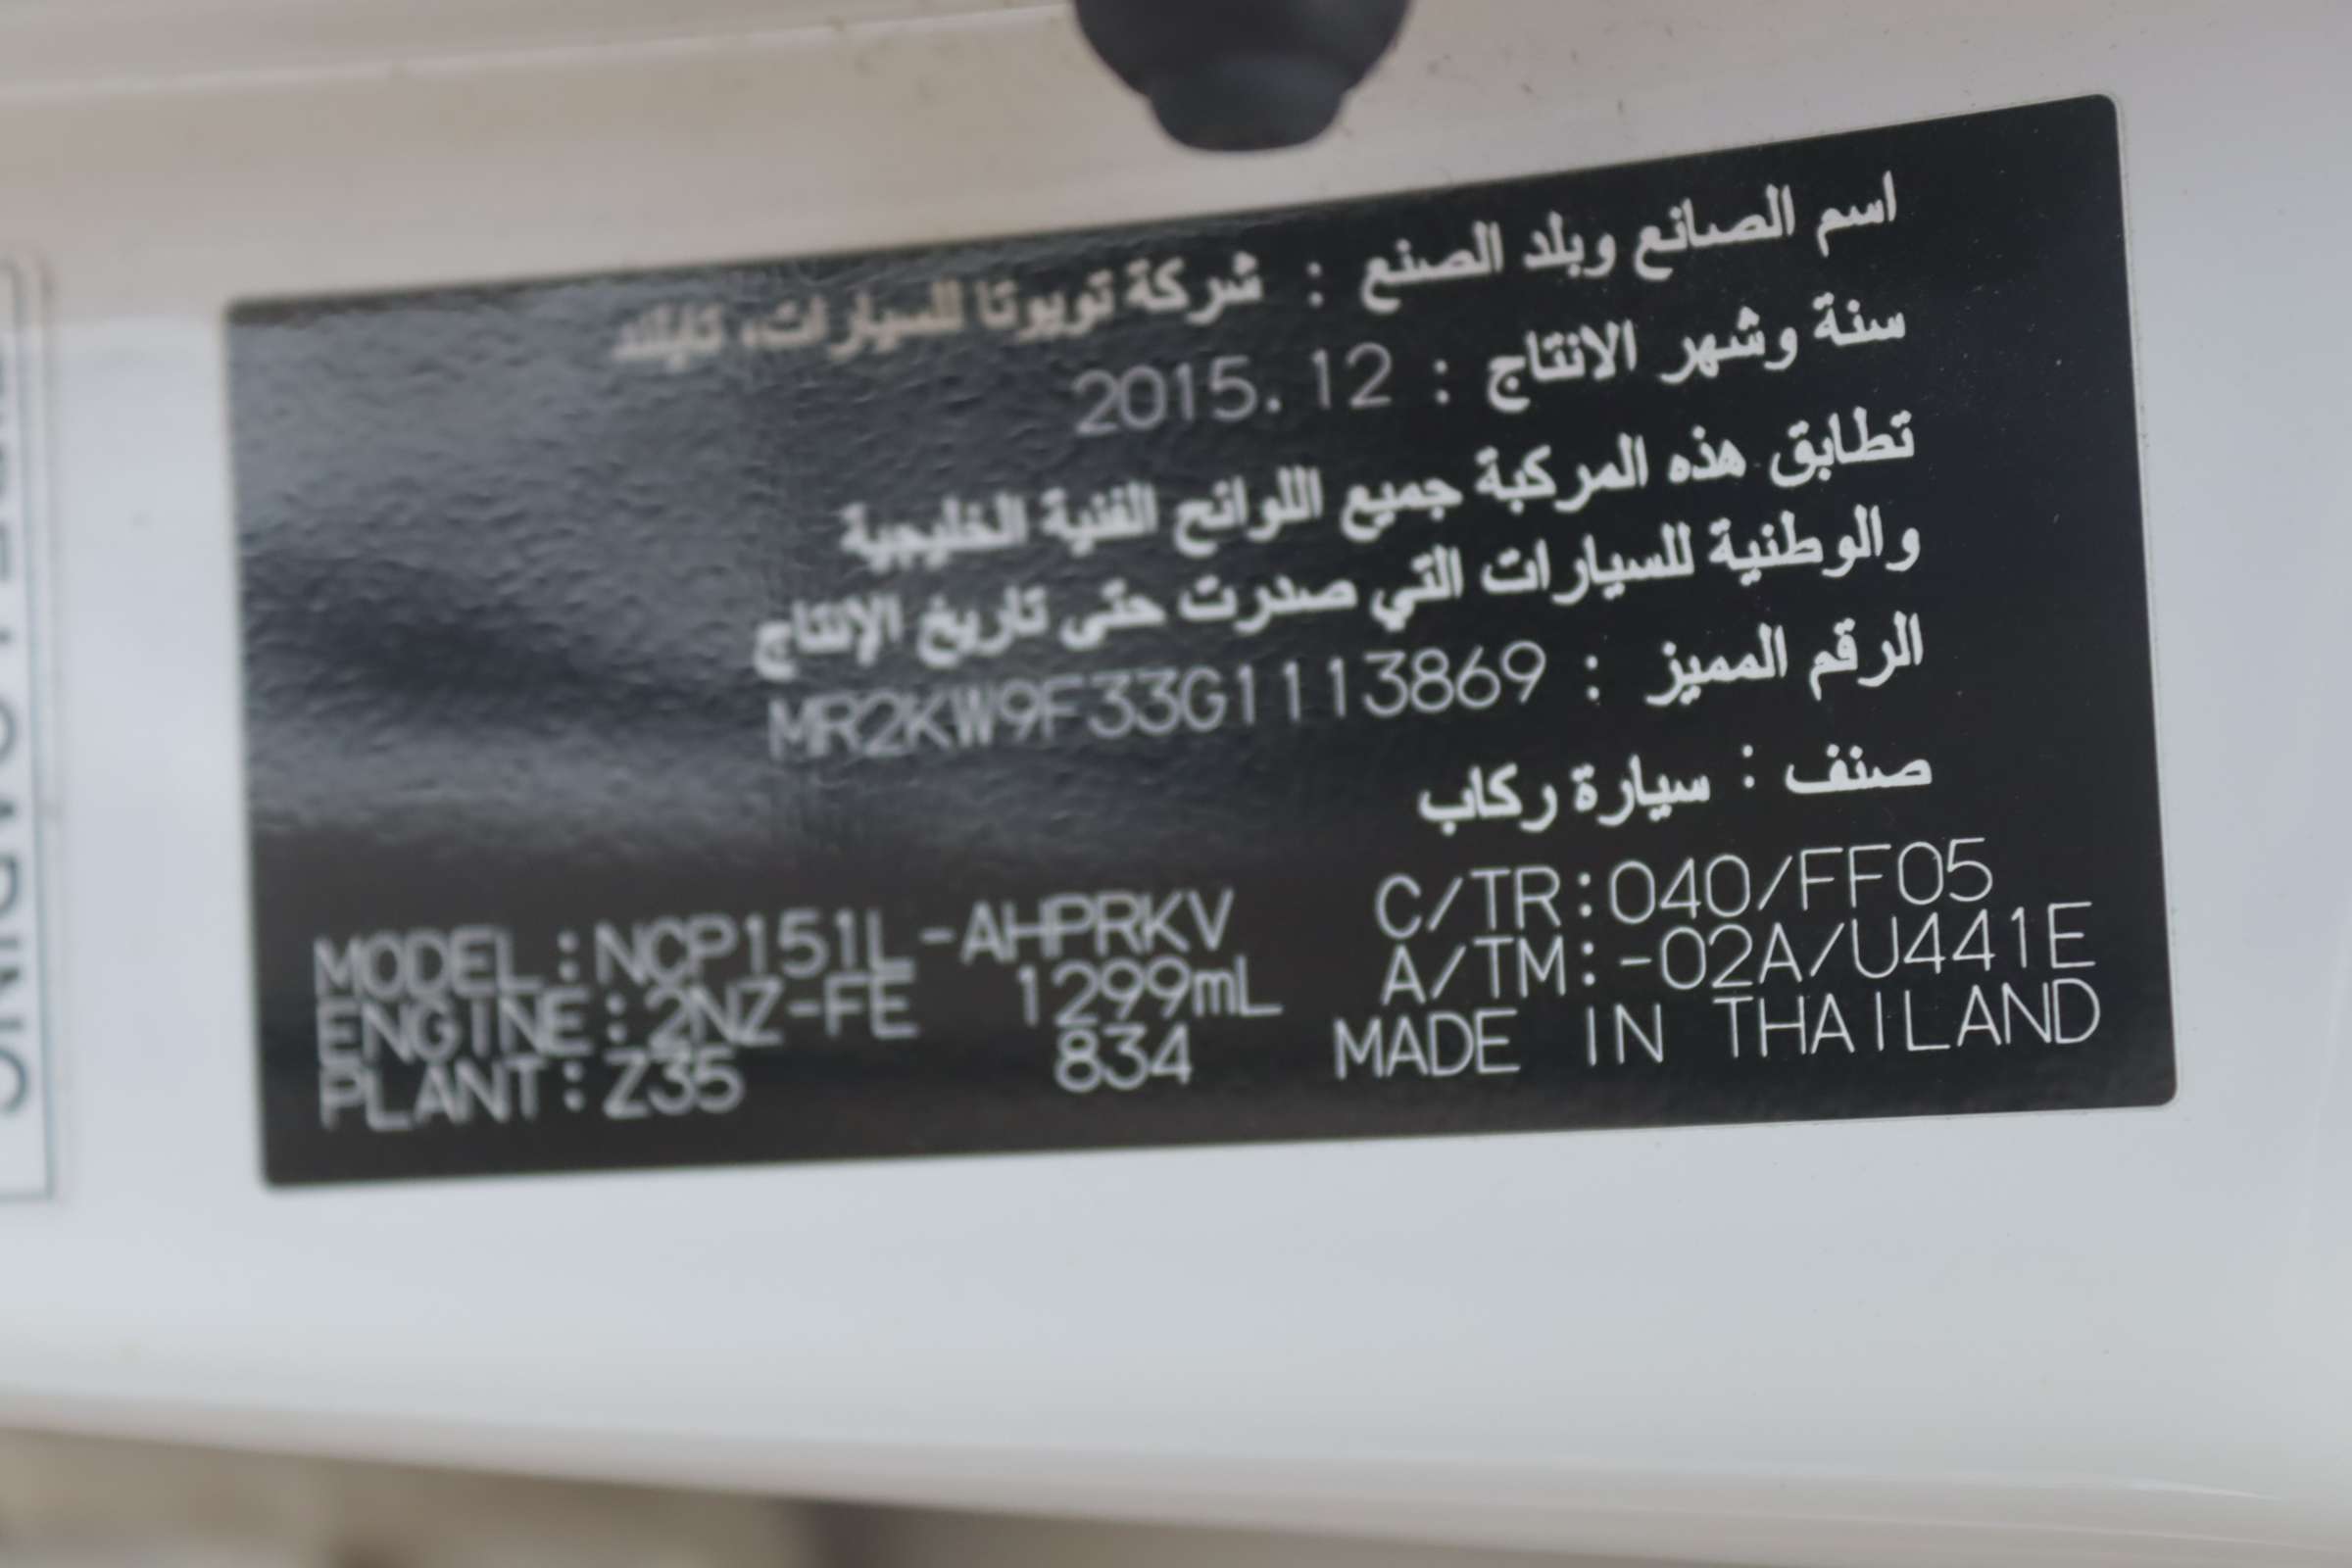 اسم الصانع وبلد الصنع : شركة تويوتا للسيارات، تايلند
سنة وشهر الانتاج : 2015.12
تطابق هذه المركبة جميع اللوائح الفنية الخليجية
والوطنية للسيارات التي صدرت حتى تاريخ الإنتاج
الرقم المميز : MR2KW9F33G1113869
صنف : سيارة ركاب
MODEL:NCP151L-AHPRKV C/TR:040/FF05
ENGINE:2NZ-FE 1299mL A/TM:-02A/U441E
PLANT:Z35 834 MADE IN THAILAND